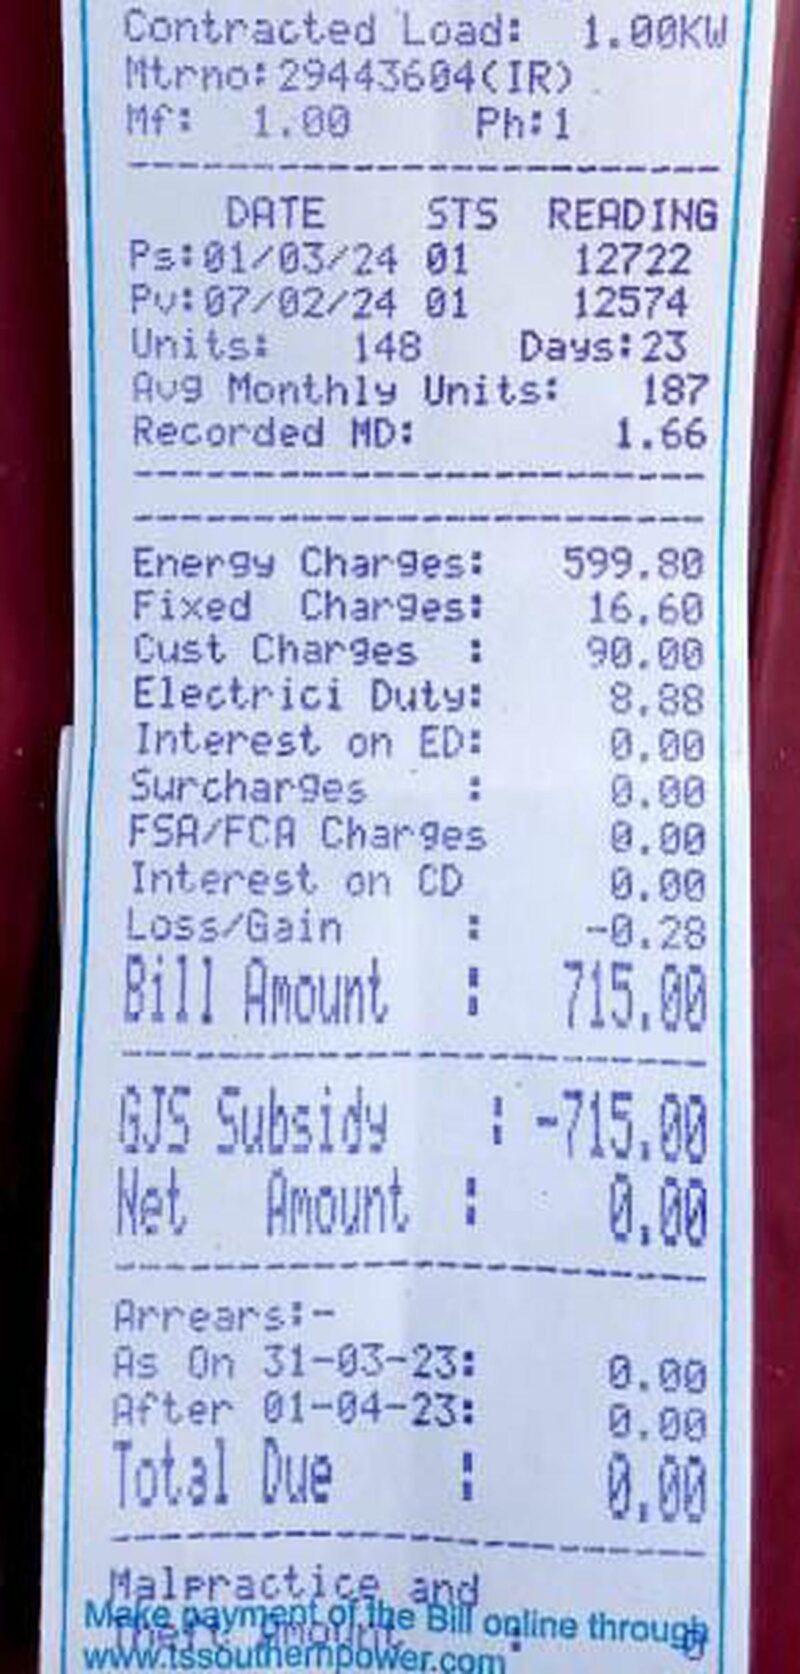 Contracted Load: 1.00KW
Mtrno:29443604(IR)
Mf: 1.00 Ph:1
DATE STS READING
Ps:01/03/24 01 12722
Pv:07/02/24 01 12574
Units: 148 Days:23
Avg Monthly Units: 187
Recorded MD: 1.66
Energy Charges: 599.80
Fixed Charges: 16.60
Cust Charges : 90.00
Electrici Duty: 8.88
Interest on ED: 0.00
Surcharges : 0.00
FSA/FCA Charges 0.00
Interest on CD 0.00
Loss/Gain : -0.28
Bill Amount : 715.00
GJS Subsidy : -715.00
Net Amount : 0.00
Arrears:-
As On 31-03-23: 0.00
After 01-04-23: 0.00
Total Due : 0.00
Malpractice and
Make payment of the Bill online through
Theft Amount : 0
www.tssouthernpower.com